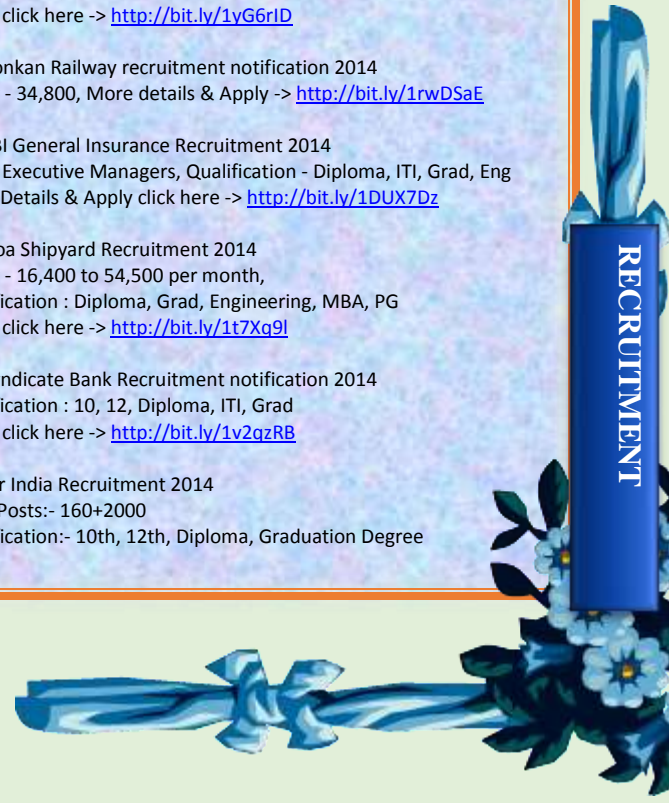 click here -> http://bit.ly/1yG6rID
onkan Railway recruitment notification 2014
- 34,800, More details & Apply -> http://bit.ly/1rwDSaE
BI General Insurance Recruitment 2014
Executive Managers, Qualification - Diploma, ITI, Grad, Eng
Details & Apply click here -> http://bit.ly/1DUX7Dz
oa Shipyard Recruitment 2014
- 16,400 to 54,500 per month,
ication : Diploma, Grad, Engineering, MBA, PG
click here -> http://bit.ly/1t7Xq9l
yndicate Bank Recruitment notification 2014
ication : 10, 12, Diploma, ITI, Grad
click here -> http://bit.ly/1v2qzRB
r India Recruitment 2014
Posts:- 160+2000
ication:- 10th, 12th, Diploma, Graduation Degree
RECRUITMENT